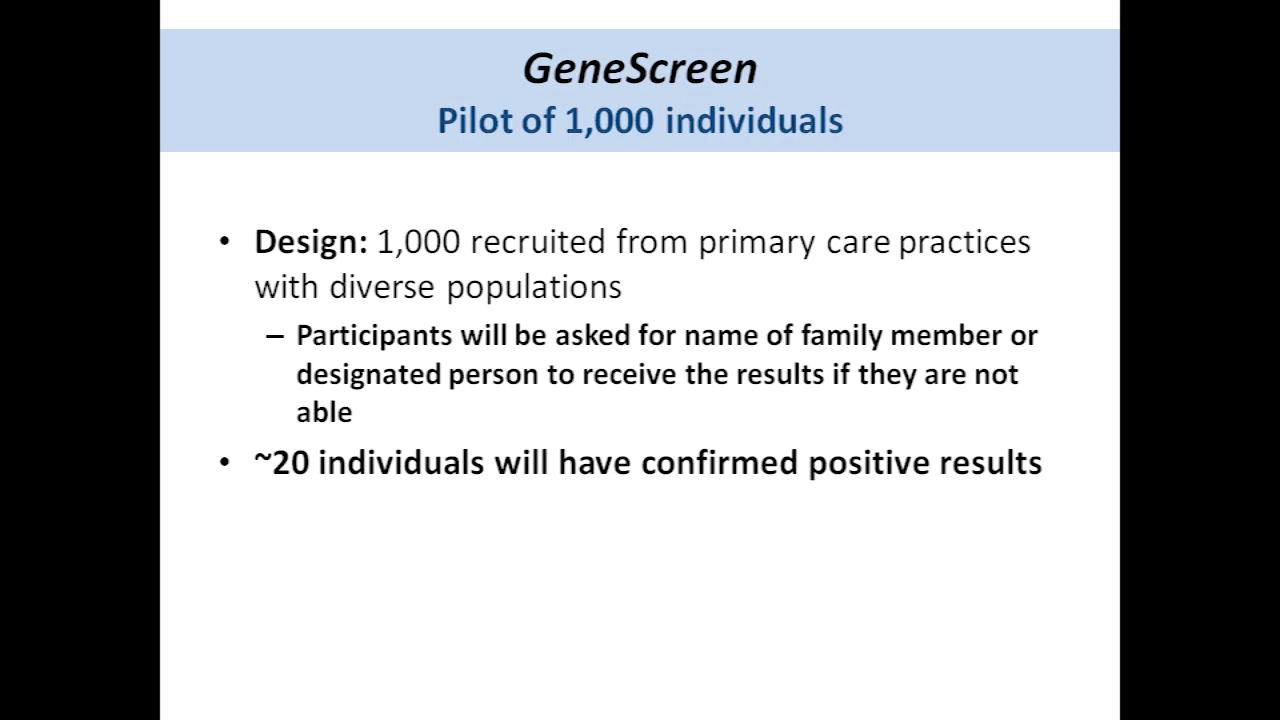 GeneScreen
Pilot of 1,000 individuals
• Design: 1,000 recruited from primary care practices
with diverse populations
– Participants will be asked for name of family member or
designated person to receive the results if they are not
able
• ~20 individuals will have confirmed positive results